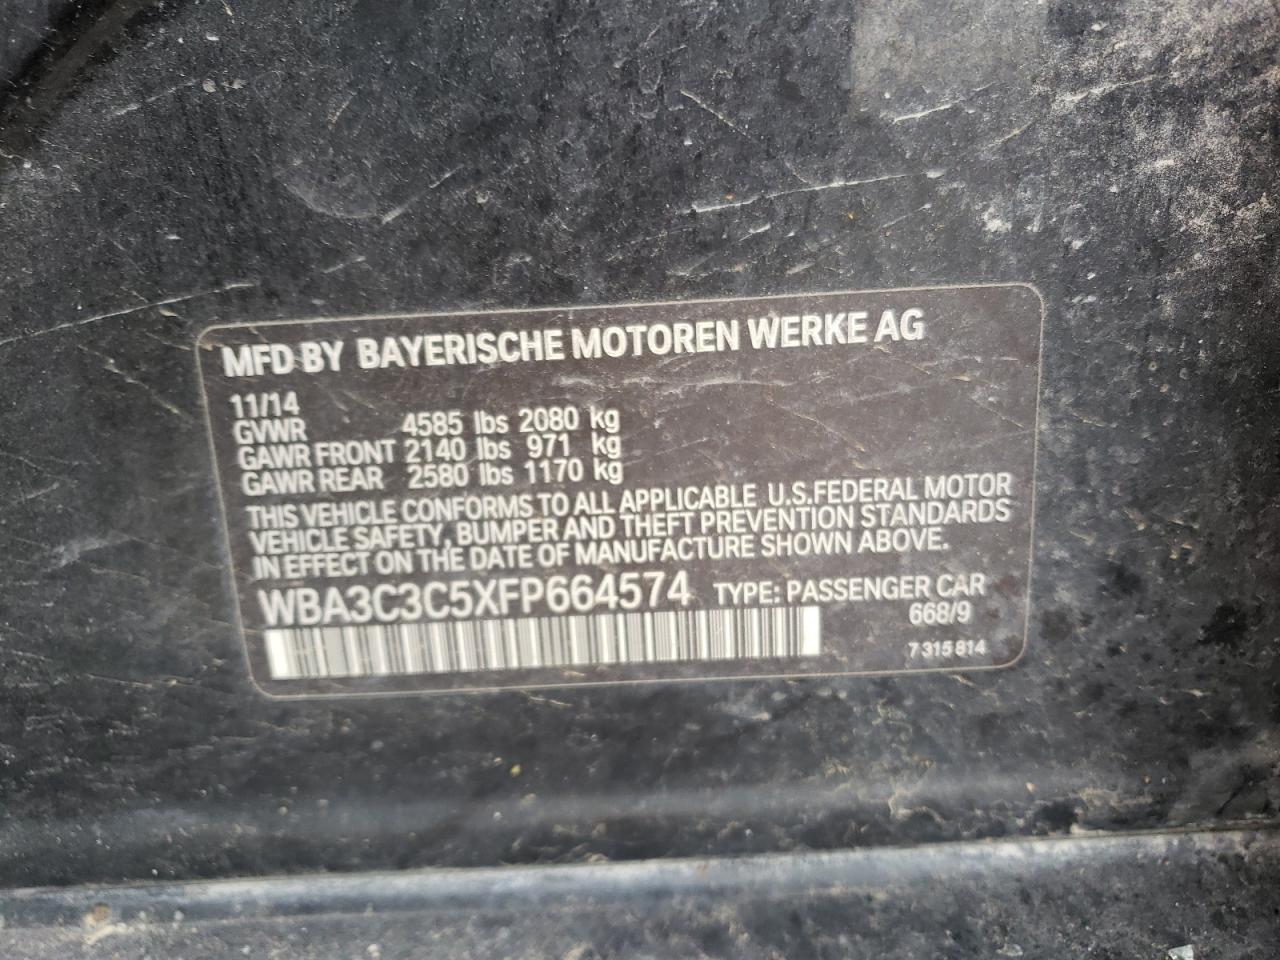 MFD BY BAYERISCHE MOTOREN WERKE AG
11/14
GVWR 4585 lbs 2080 kg
GAWR FRONT 2140 lbs 971 kg
GAWR REAR 2580 lbs 1170 kg
THIS VEHICLE CONFORMS TO ALL APPLICABLE U.S.FEDERAL MOTOR
VEHICLE SAFETY, BUMPER AND THEFT PREVENTION STANDARDS
IN EFFECT ON THE DATE OF MANUFACTURE SHOWN ABOVE.
WBA3C3C5XFP664574 TYPE: PASSENGER CAR
668/9
7 315 814